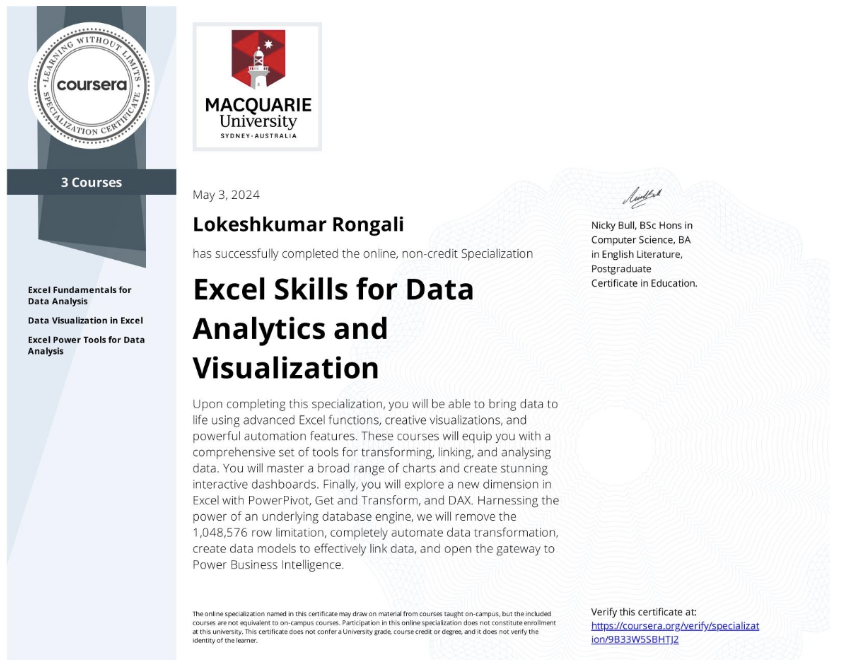 LEARNING WITHOUT LIMITS
coursera
SPECIALIZATION CERTIFICATE
3 Courses
Excel Fundamentals for
Data Analysis
Data Visualization in Excel
Excel Power Tools for Data
Analysis
MACQUARIE
University
SYDNEY·AUSTRALIA
May 3, 2024
Lokeshkumar Rongali
has successfully completed the online, non-credit Specialization
Excel Skills for Data
Analytics and
Visualization
Upon completing this specialization, you will be able to bring data to
life using advanced Excel functions, creative visualizations, and
powerful automation features. These courses will equip you with a
comprehensive set of tools for transforming, linking, and analysing
data. You will master a broad range of charts and create stunning
interactive dashboards. Finally, you will explore a new dimension in
Excel with PowerPivot, Get and Transform, and DAX. Harnessing the
power of an underlying database engine, we will remove the
1,048,576 row limitation, completely automate data transformation,
create data models to effectively link data, and open the gateway to
Power Business Intelligence.
Nicky Bull, BSc Hons in
Computer Science, BA
in English Literature,
Postgraduate
Certificate in Education.
The online specialization named in this certificate may draw on material from courses taught on-campus, but the included
courses are not equivalent to on-campus courses. Participation in this online specialization does not constitute enrollment
at this university. This certificate does not confer a University grade, course credit or degree, and it does not verify the
identity of the learner.
Verify this certificate at:
https://coursera.org/verify/specializat
ion/9B33W5SBHTJ2